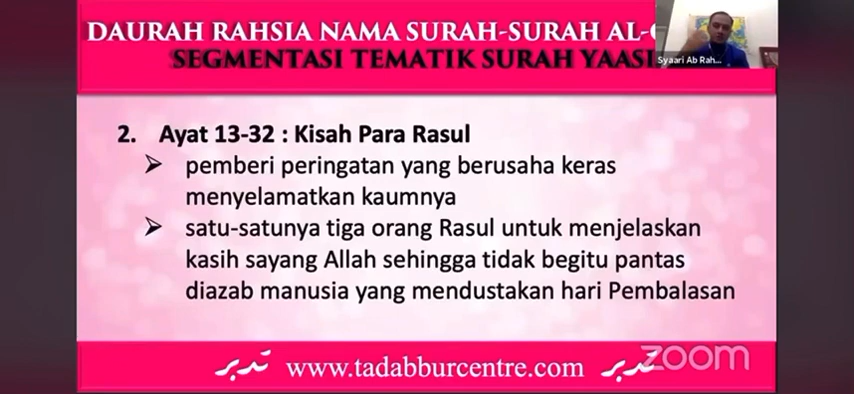 DAURAH RAHSIA NAMA SURAH-SURAH AL-
SEGMENTASI TEMATIK SURAH YAASI
Syaari Ab Rah...
2. Ayat 13-32 : Kisah Para Rasul
➢ pemberi peringatan yang berusaha keras
menyelamatkan kaumnya
➢ satu-satunya tiga orang Rasul untuk menjelaskan
kasih sayang Allah sehingga tidak begitu pantas
diazab manusia yang mendustakan hari Pembalasan
تدبر www.tadabburcentre.com تدبر
zoom